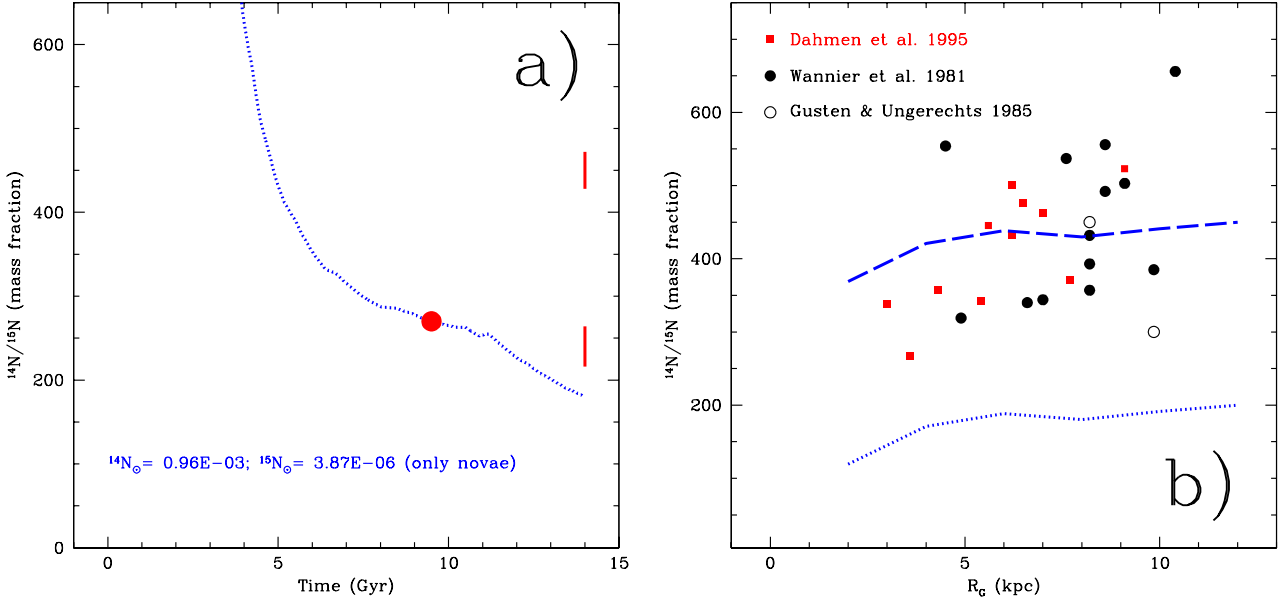 a)
600
400
200
0
¹⁴N/¹⁵N (mass fraction)
¹⁴N☉= 0.96E−03; ¹⁵N☉= 3.87E−06 (only novae)
0 5 10 15
Time (Gyr)
Dahmen et al. 1995
Wannier et al. 1981
Gusten & Ungerechts 1985
600
400
200
¹⁴N/¹⁵N (mass fraction)
b)
0 5 10
R_G (kpc)